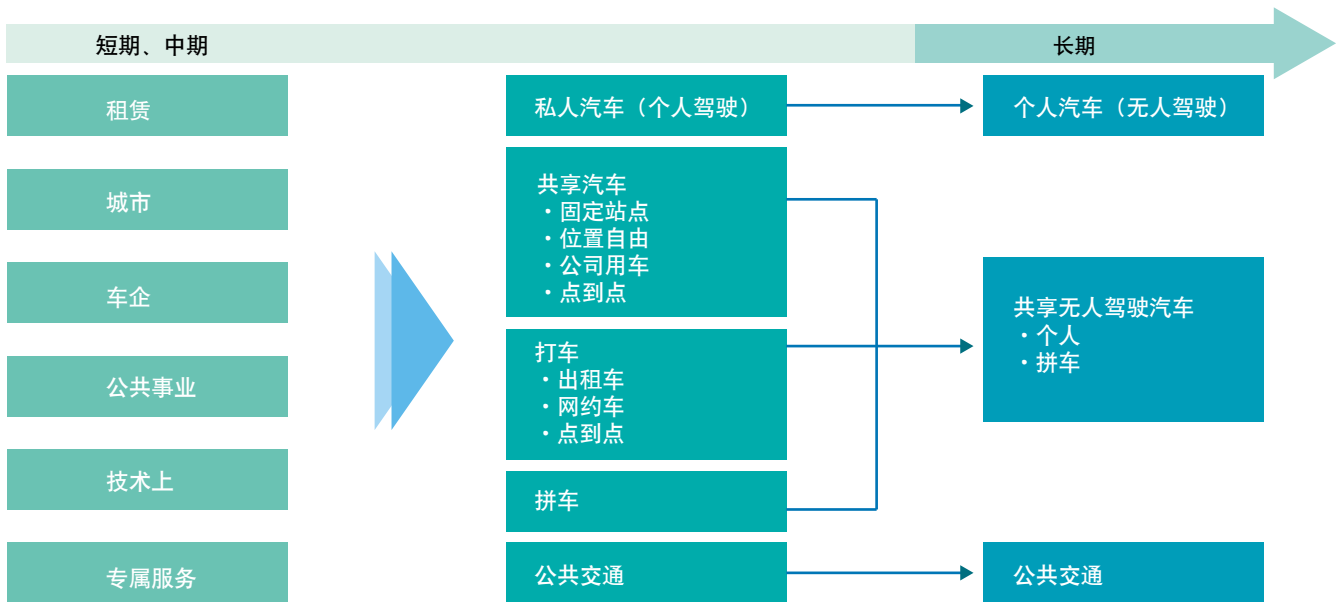 短期、中期
长期
租赁
城市
车企
公共事业
技术上
专属服务
私人汽车（个人驾驶）
共享汽车
・固定站点
・位置自由
・公司用车
・点到点
打车
・出租车
・网约车
・点到点
拼车
公共交通
个人汽车（无人驾驶）
共享无人驾驶汽车
・个人
・拼车
公共交通